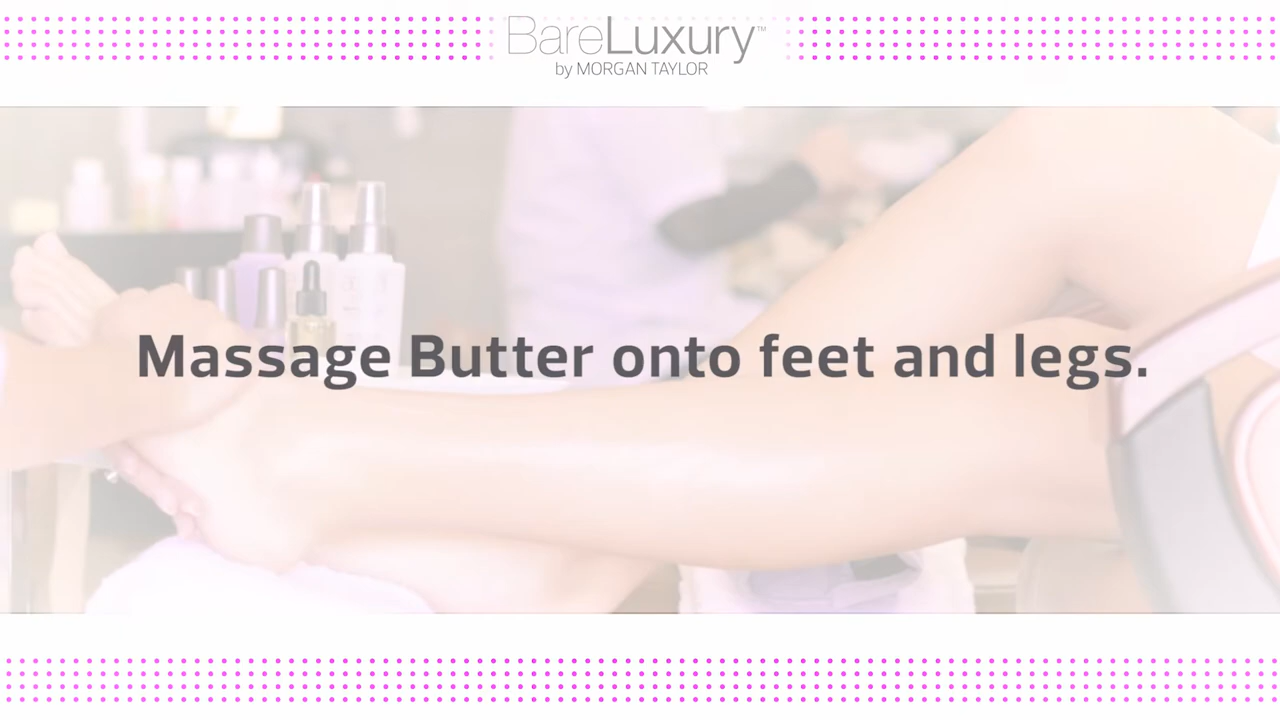 BareLuxury™
by MORGAN TAYLOR
Massage Butter onto feet and legs.